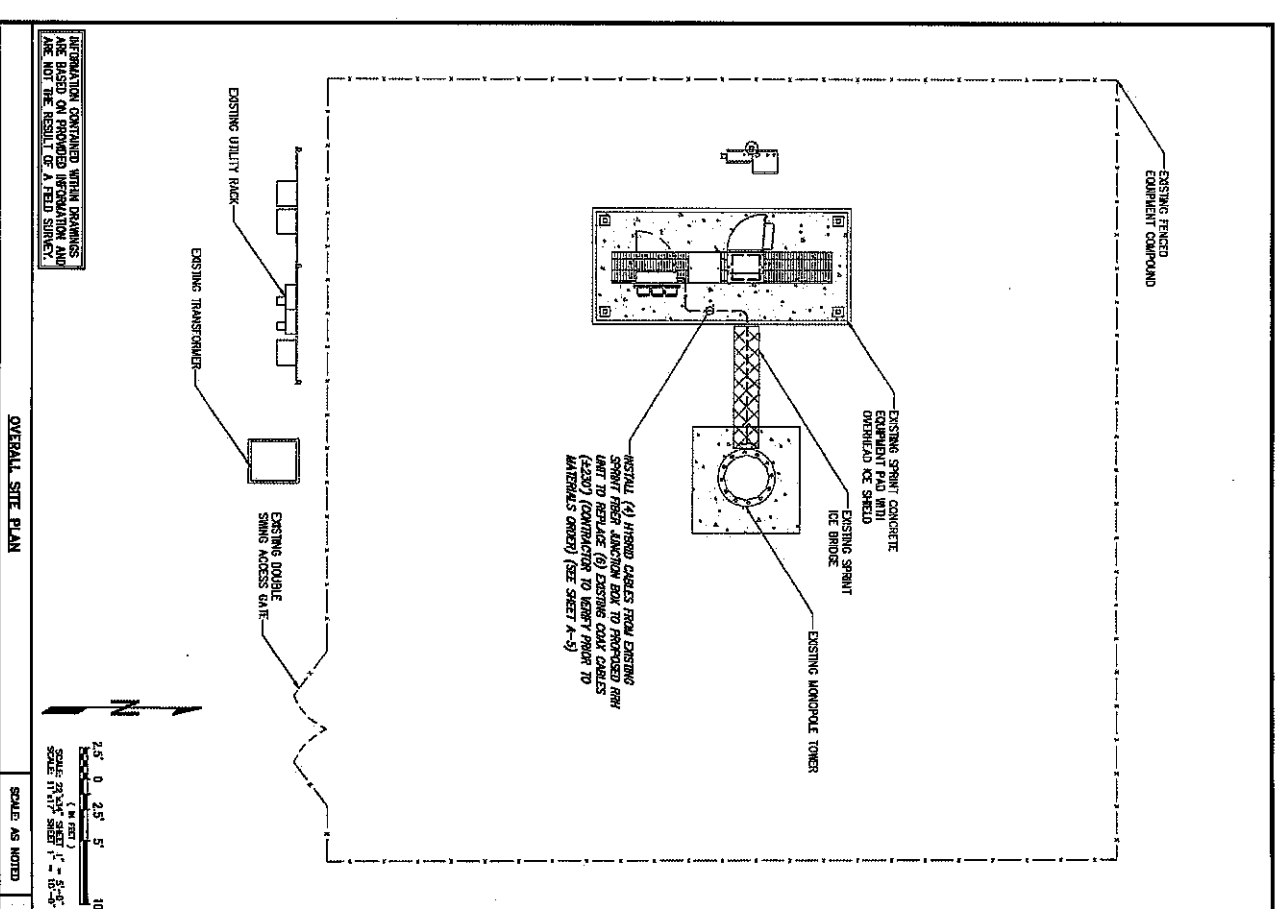 EXISTING FENCED
EQUIPMENT COMPOUND
EXISTING SPRINT CONCRETE
EQUIPMENT PAD WITH
OVERHEAD ICE SHIELD
EXISTING SPRINT
ICE BRIDGE
EXISTING MONOPOLE TOWER
INSTALL (4) HYBRID CABLES FROM EXISTING
SPRINT FIBER JUNCTION BOX TO PROPOSED RRH
UNIT TO REPLACE (6) EXISTING COAX CABLES
(±230') (CONTRACTOR TO VERIFY PRIOR TO
MATERIALS ORDER) (SEE SHEET A-5)
EXISTING UTILITY RACK
EXISTING TRANSFORMER
EXISTING DOUBLE
SWING ACCESS GATE
INFORMATION CONTAINED WITHIN DRAWINGS
ARE BASED ON PROVIDED INFORMATION AND
ARE NOT THE RESULT OF A FIELD SURVEY.
N
2.5' 0 2.5' 5' 10
( IN FEET )
SCALE: 22"x34" SHEET 1" = 5'-0"
SCALE: 11"x17" SHEET 1" = 10'-0"
OVERALL SITE PLAN
SCALE: AS NOTED